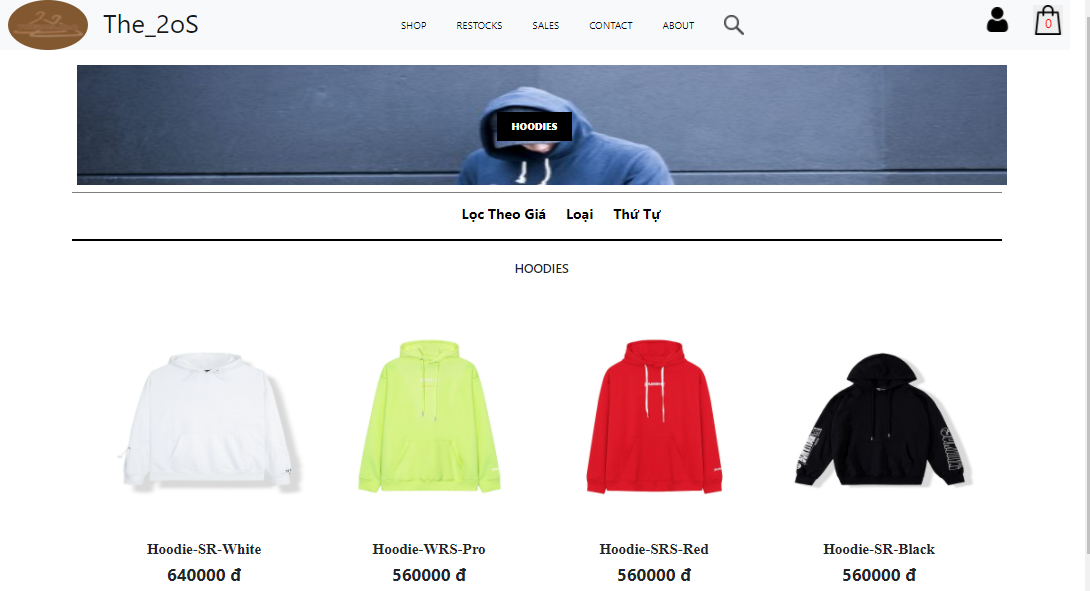 The_2oS
SHOP RESTOCKS SALES CONTACT ABOUT
0
HOODIES
Lọc Theo Giá Loại Thứ Tự
HOODIES
Hoodie-SR-White Hoodie-WRS-Pro Hoodie-SRS-Red Hoodie-SR-Black
640000 đ 560000 đ 560000 đ 560000 đ